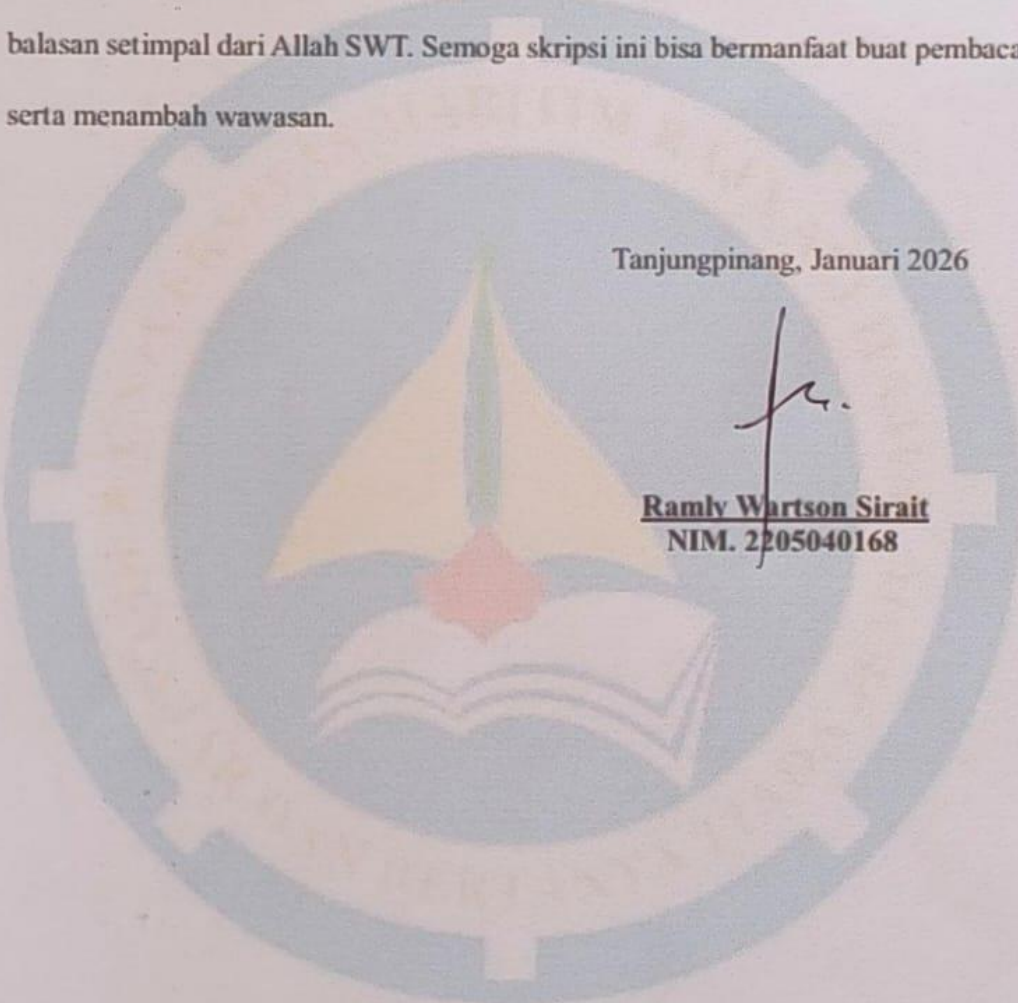 balasan setimpal dari Allah SWT. Semoga skripsi ini bisa bermanfaat buat pembaca
serta menambah wawasan.
Tanjungpinang, Januari 2026
Ramly Wartson Sirait
NIM. 2205040168